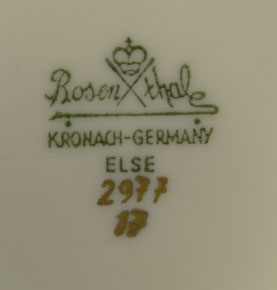 Rosenthal
KRONACH-GERMANY
ELSE
2977
17